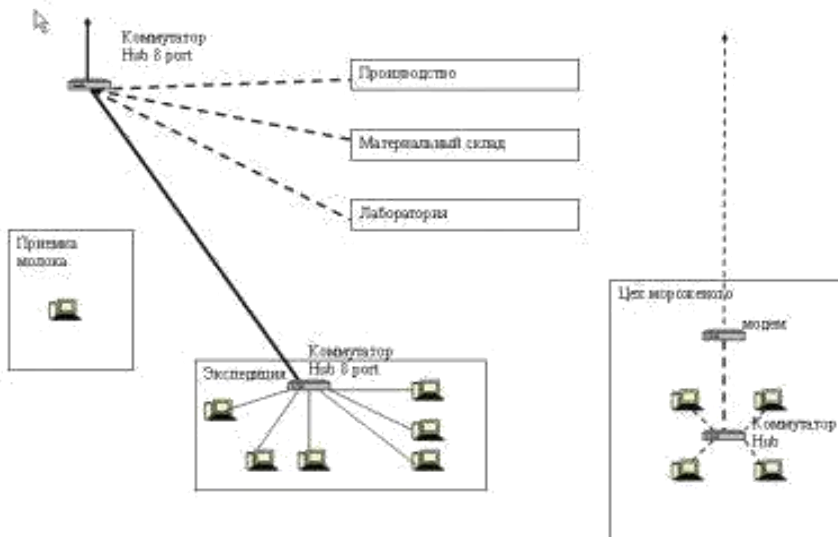 Коммутатор
Hub 8 port
Производство
Материальный склад
Лаборатория
Приемка
молока
Цех мороженого
модем
Коммутатор
Hub 8 port
Экспедиция
Коммутатор
Hub